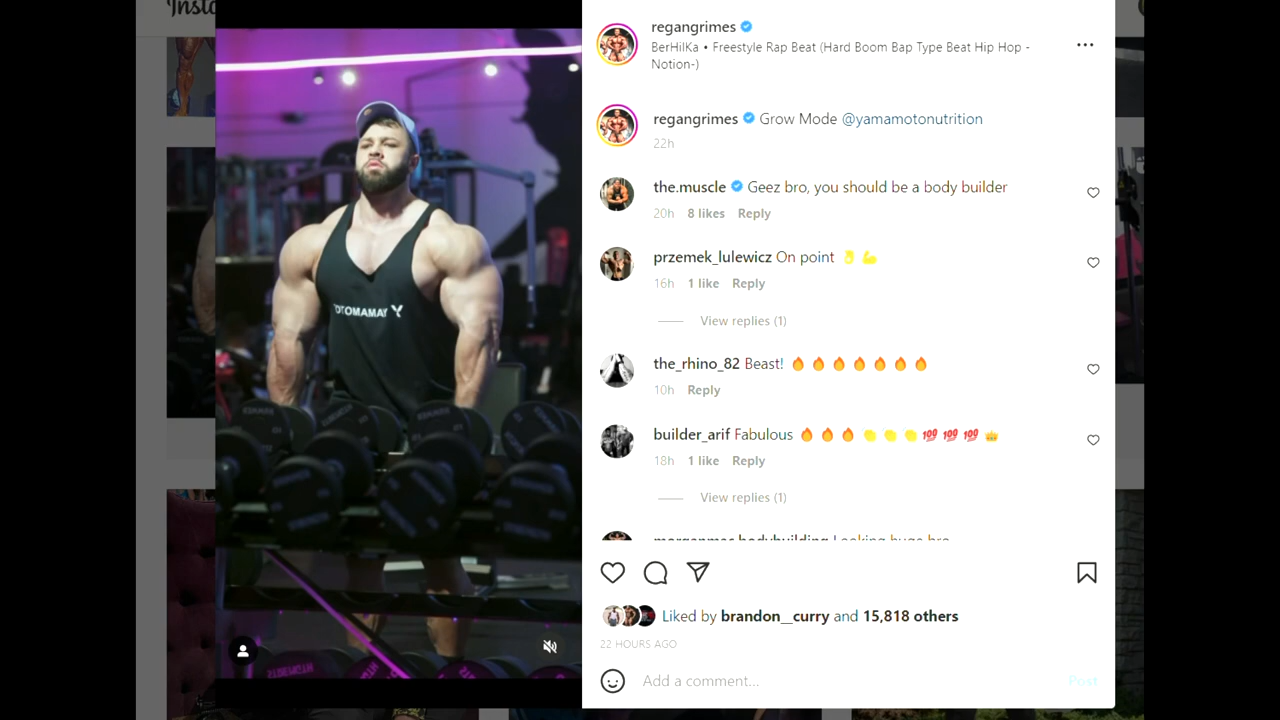 Insta
regangrimes
BerHilKa • Freestyle Rap Beat (Hard Boom Bap Type Beat Hip Hop -
Notion-)
regangrimes Grow Mode @yamamotonutrition
22h
the.muscle Geez bro, you should be a body builder
20h 8 likes Reply
przemek_lulewicz On point
16h 1 like Reply
View replies (1)
the_rhino_82 Beast! 🔥🔥🔥🔥🔥🔥🔥
10h Reply
builder_arif Fabulous 🔥🔥🔥👏👏👏💯💯💯👑
18h 1 like Reply
View replies (1)
Liked by brandon__curry and 15,818 others
22 HOURS AGO
Add a comment...
Post